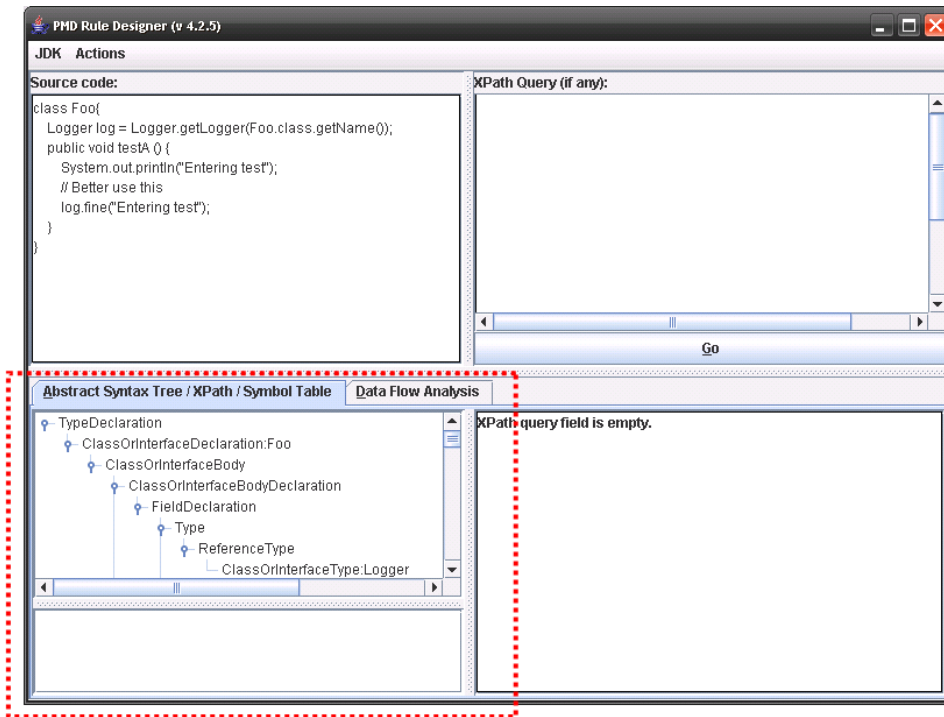 PMD Rule Designer (v 4.2.5)
JDK Actions
Source code:
class Foo{
Logger log = Logger.getLogger(Foo.class.getName());
public void testA () {
System.out.println("Entering test");
// Better use this
log.fine("Entering test");
}
}
XPath Query (if any):
Go
Abstract Syntax Tree / XPath / Symbol Table
Data Flow Analysis
TypeDeclaration
ClassOrInterfaceDeclaration:Foo
ClassOrInterfaceBody
ClassOrInterfaceBodyDeclaration
FieldDeclaration
Type
ReferenceType
ClassOrInterfaceType:Logger
XPath query field is empty.